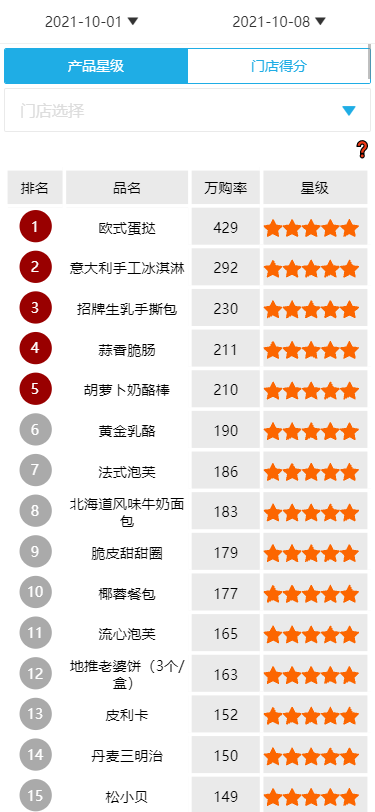 2021-10-01 2021-10-08
产品星级 门店得分
门店选择
?
排名 品名 万购率 星级
1 欧式蛋挞 429
2 意大利手工冰淇淋 292
3 招牌生乳手撕包 230
4 蒜香脆肠 211
5 胡萝卜奶酪棒 210
6 黄金乳酪 190
7 法式泡芙 186
8 北海道风味牛奶面包 183
9 脆皮甜甜圈 179
10 椰蓉餐包 177
11 流心泡芙 165
12 地推老婆饼（3个/盒） 163
13 皮利卡 152
14 丹麦三明治 150
15 松小贝 149